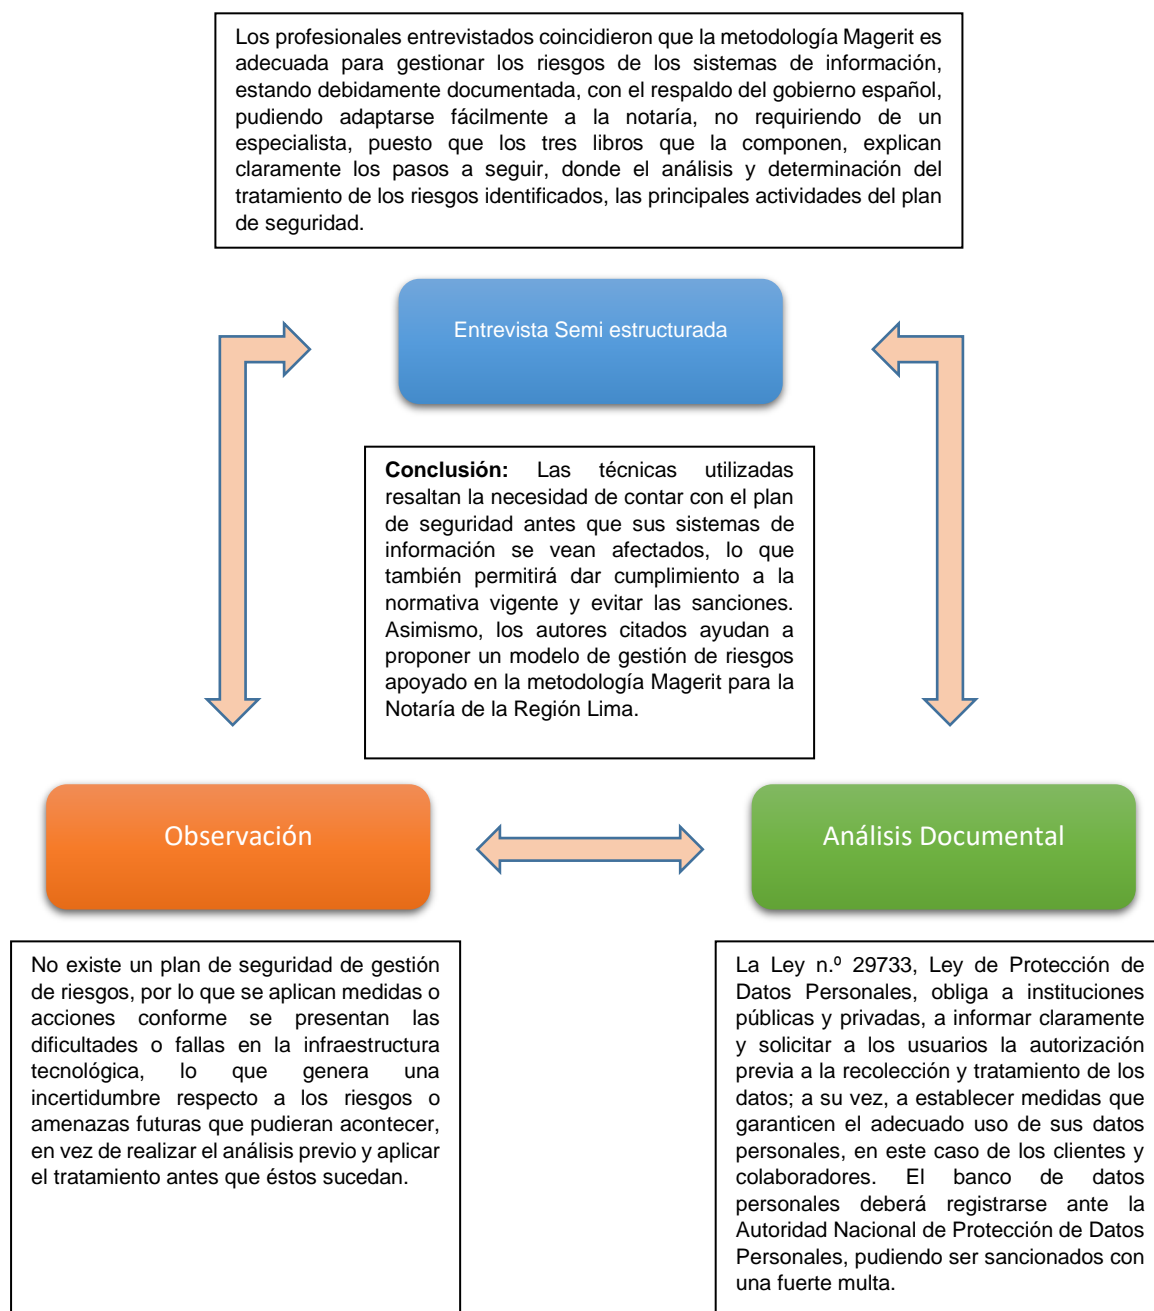 Los profesionales entrevistados coincidieron que la metodología Magerit es
adecuada para gestionar los riesgos de los sistemas de información,
estando debidamente documentada, con el respaldo del gobierno español,
pudiendo adaptarse fácilmente a la notaría, no requiriendo de un
especialista, puesto que los tres libros que la componen, explican
claramente los pasos a seguir, donde el análisis y determinación del
tratamiento de los riesgos identificados, las principales actividades del plan
de seguridad.
Entrevista Semi estructurada
Conclusión: Las técnicas utilizadas
resaltan la necesidad de contar con el plan
de seguridad antes que sus sistemas de
información se vean afectados, lo que
también permitirá dar cumplimiento a la
normativa vigente y evitar las sanciones.
Asimismo, los autores citados ayudan a
proponer un modelo de gestión de riesgos
apoyado en la metodología Magerit para la
Notaría de la Región Lima.
Observación
Análisis Documental
No existe un plan de seguridad de gestión
de riesgos, por lo que se aplican medidas o
acciones conforme se presentan las
dificultades o fallas en la infraestructura
tecnológica, lo que genera una
incertidumbre respecto a los riesgos o
amenazas futuras que pudieran acontecer,
en vez de realizar el análisis previo y aplicar
el tratamiento antes que éstos sucedan.
La Ley n.º 29733, Ley de Protección de
Datos Personales, obliga a instituciones
públicas y privadas, a informar claramente
y solicitar a los usuarios la autorización
previa a la recolección y tratamiento de los
datos; a su vez, a establecer medidas que
garanticen el adecuado uso de sus datos
personales, en este caso de los clientes y
colaboradores. El banco de datos
personales deberá registrarse ante la
Autoridad Nacional de Protección de Datos
Personales, pudiendo ser sancionados con
una fuerte multa.